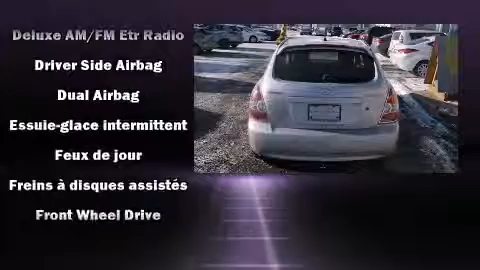 Deluxe AM/FM Etr Radio
Driver Side Airbag
Dual Airbag
Essuie-glace intermittent
Feux de jour
Freins à disques assistés
Front Wheel Drive